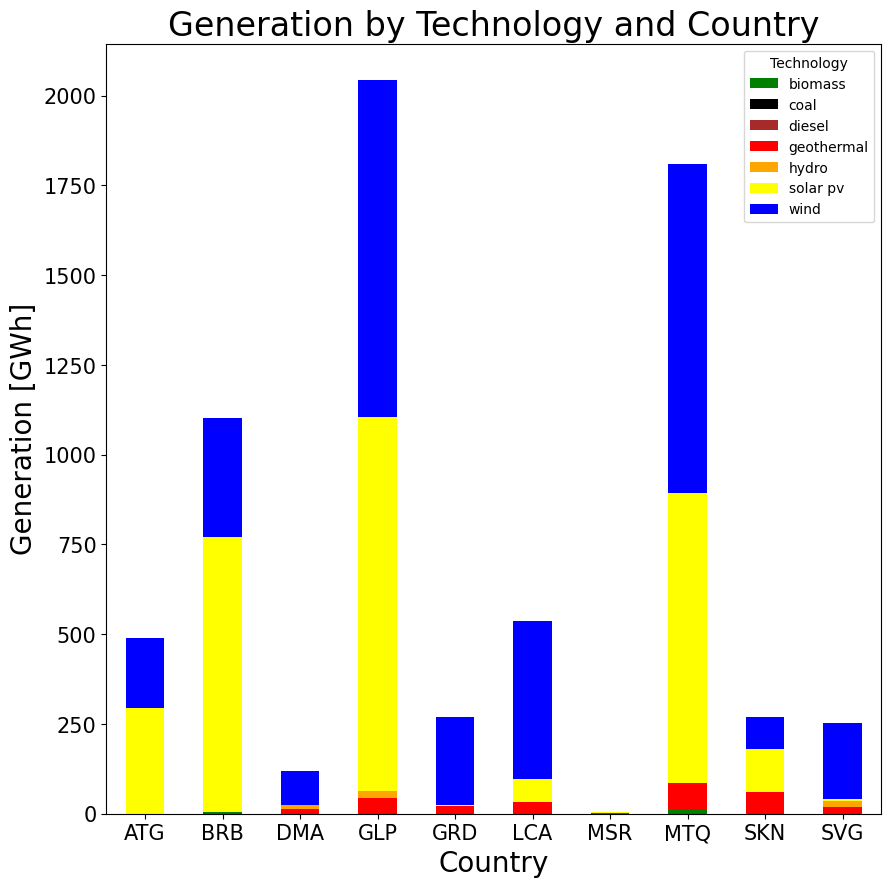 Generation by Technology and Country
Technology
biomass
coal
diesel
geothermal
hydro
solar pv
wind
Generation [GWh]
2000
1750
1500
1250
1000
750
500
250
0
ATG BRB DMA GLP GRD LCA MSR MTQ SKN SVG
Country